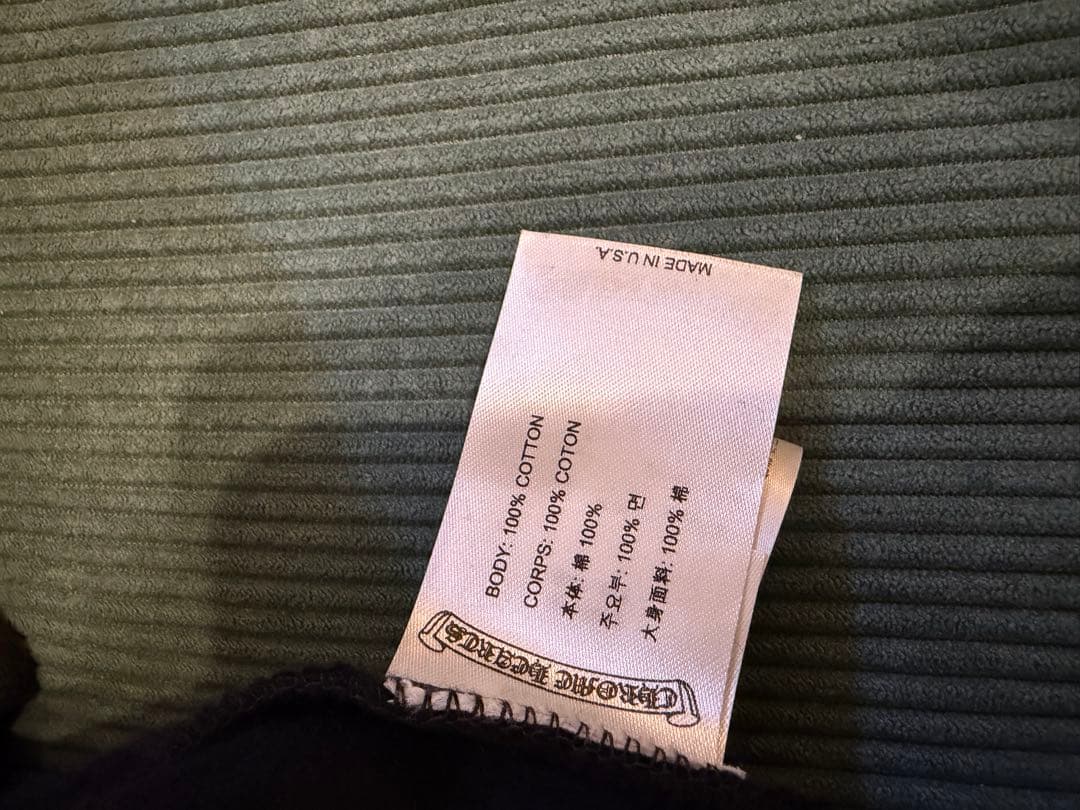 MADE IN U.S.A.
BODY: 100% COTTON
CORPS: 100% COTON
本体: 綿 100%
주요부: 100% 면
大身面料: 100% 棉
CHROME HEARTS